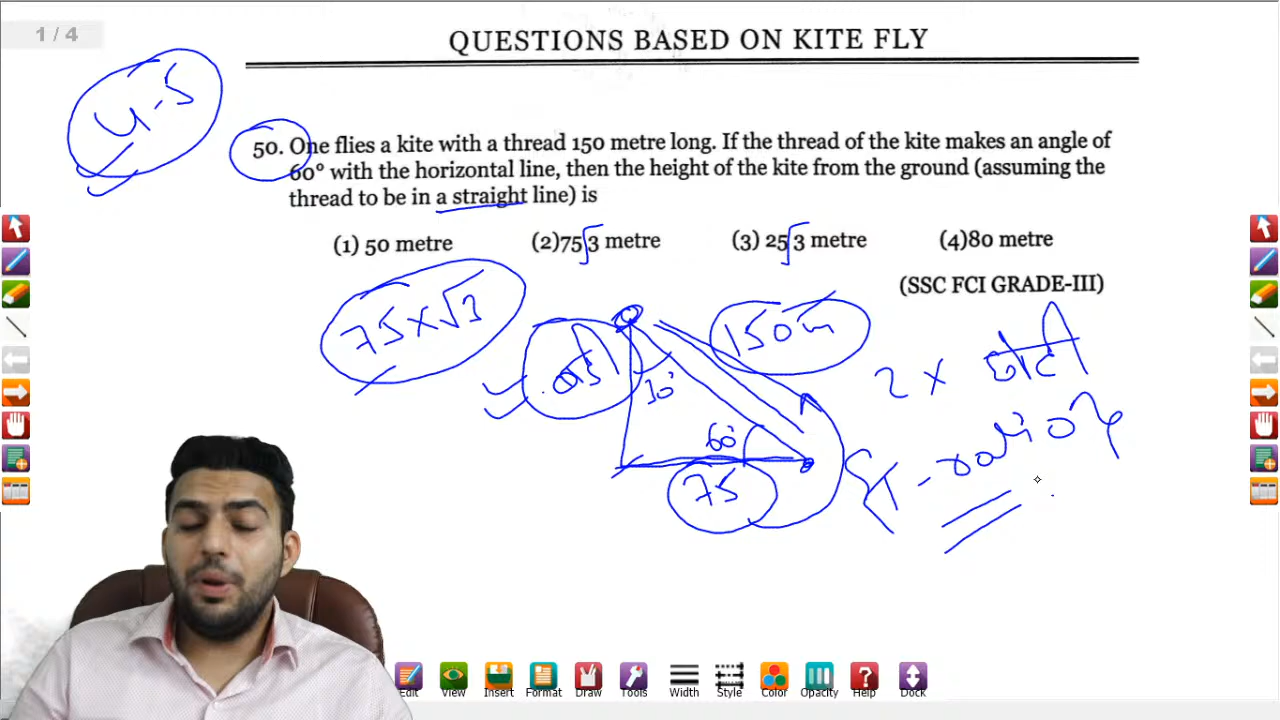 1 / 4
QUESTIONS BASED ON KITE FLY
50. One flies a kite with a thread 150 metre long. If the thread of the kite makes an angle of
60° with the horizontal line, then the height of the kite from the ground (assuming the
thread to be in a straight line) is
(1) 50 metre (2)75√3 metre (3) 25√3 metre (4)80 metre
(SSC FCI GRADE-III)
75×√3
150m
30°
2 ×
60°
75
Edit View Insert Format Draw Tools Width Style Color Opacity Help Dock